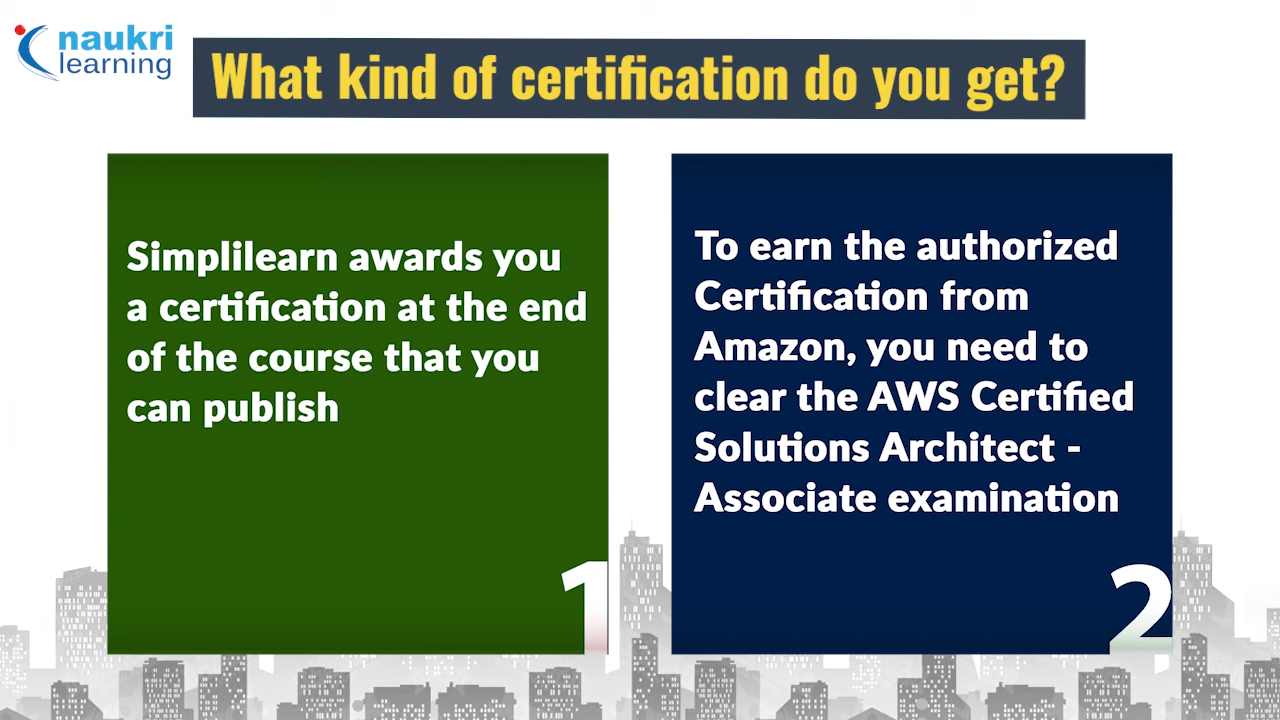 naukri
learning
What kind of certification do you get?
Simplilearn awards you
a certification at the end
of the course that you
can publish
1
To earn the authorized
Certification from
Amazon, you need to
clear the AWS Certified
Solutions Architect -
Associate examination
2